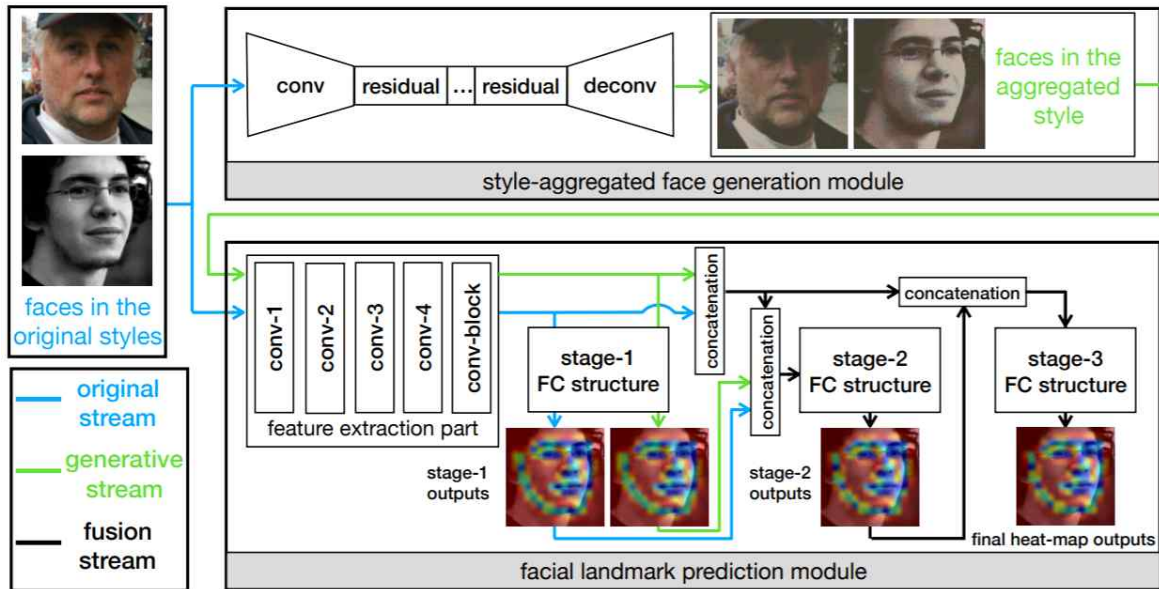 faces in the
original styles
original
stream
generative
stream
fusion
stream
conv
residual
...
residual
deconv
faces in the
aggregated
style
style-aggregated face generation module
conv-1
conv-2
conv-3
conv-4
conv-block
feature extraction part
stage-1
FC structure
concatenation
concatenation
stage-2
FC structure
concatenation
stage-3
FC structure
stage-1
outputs
stage-2
outputs
final heat-map outputs
facial landmark prediction module